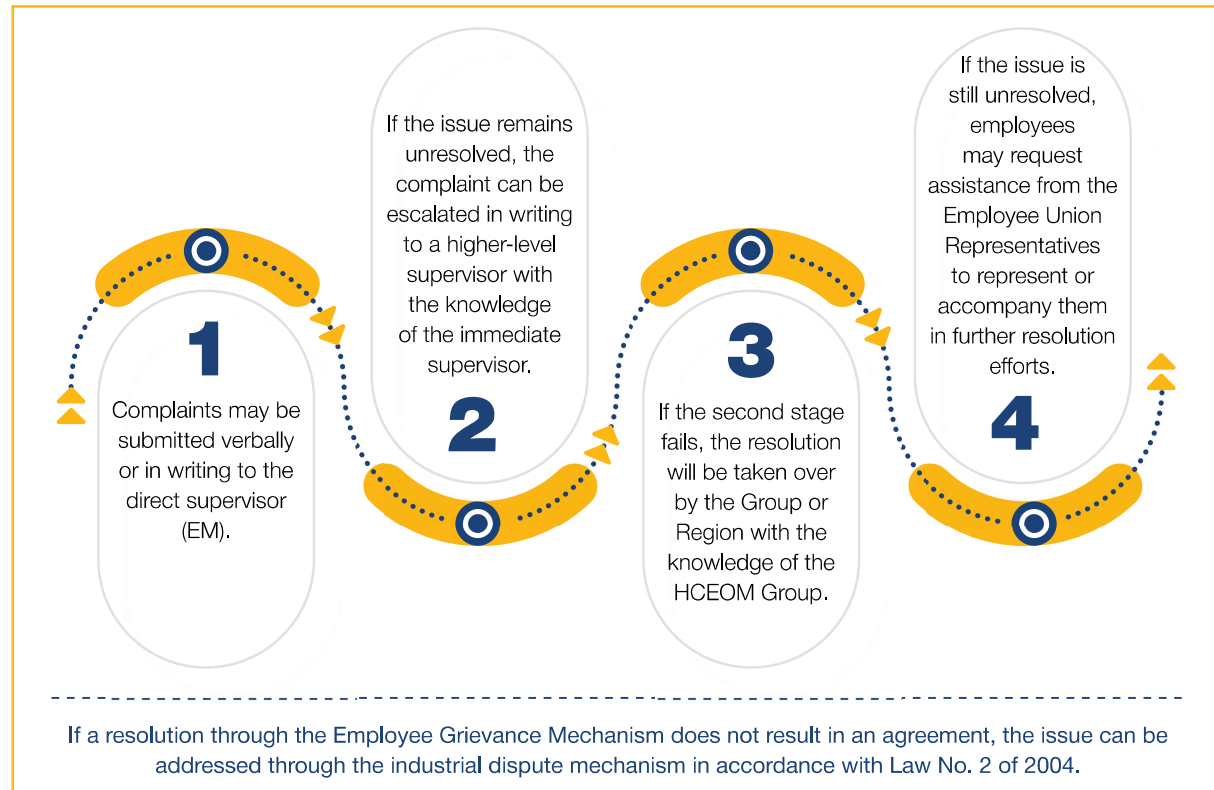 1
Complaints may be
submitted verbally
or in writing to the
direct supervisor
(EM).
If the issue remains
unresolved, the
complaint can be
escalated in writing
to a higher-level
supervisor with
the knowledge
of the immediate
supervisor.
2
3
If the second stage
fails, the resolution
will be taken over
by the Group or
Region with the
knowledge of the
HCEOM Group.
If the issue is
still unresolved,
employees
may request
assistance from the
Employee Union
Representatives
to represent or
accompany them
in further resolution
efforts.
4
If a resolution through the Employee Grievance Mechanism does not result in an agreement, the issue can be
addressed through the industrial dispute mechanism in accordance with Law No. 2 of 2004.